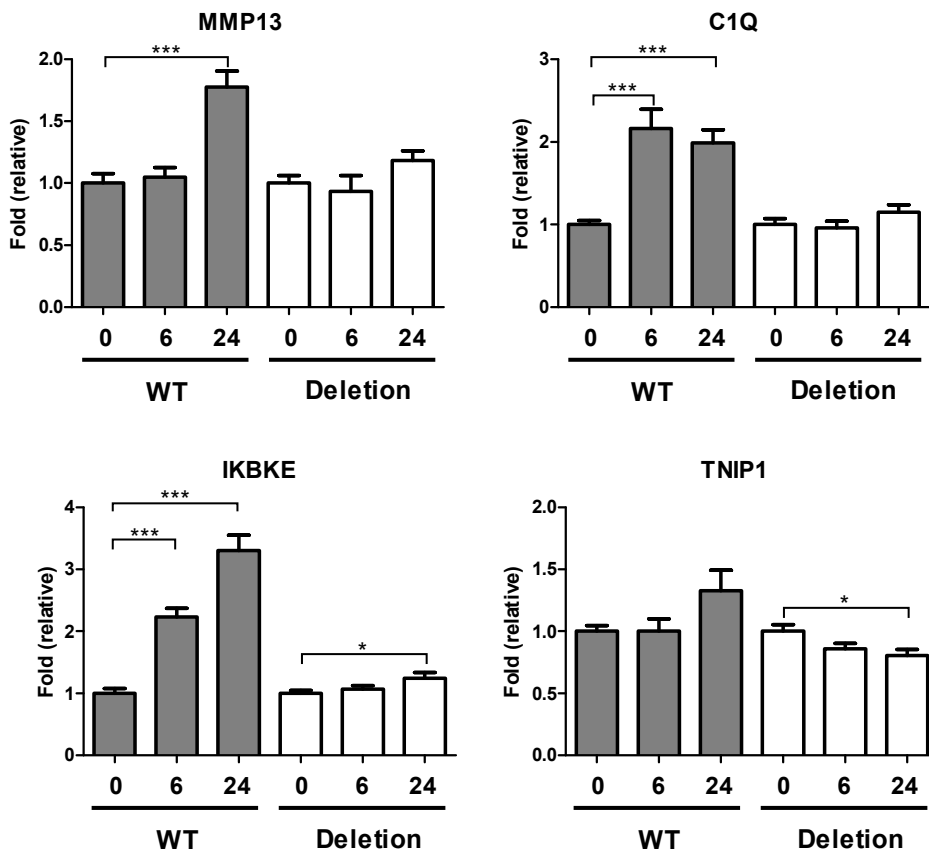 MMP13
***
Fold (relative)
2.0
1.5
1.0
0.5
0.0
0 6 24 0 6 24
WT Deletion
C1Q
***
***
Fold (relative)
3
2
1
0
0 6 24 0 6 24
WT Deletion
IKBKE
***
***
*
Fold (relative)
4
3
2
1
0
0 6 24 0 6 24
WT Deletion
TNIP1
*
Fold (relative)
2.0
1.5
1.0
0.5
0.0
0 6 24 0 6 24
WT Deletion